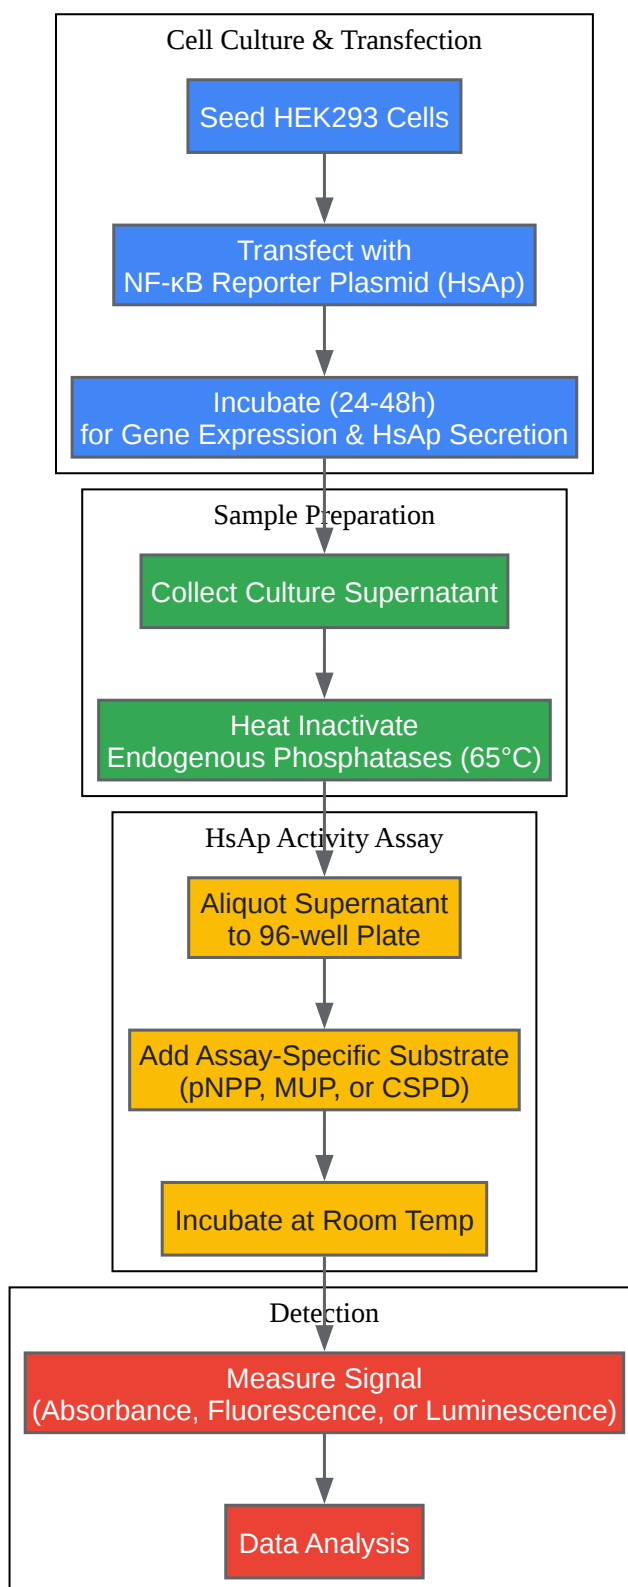 Cell Culture & Transfection
Seed HEK293 Cells
Transfect with
NF-κB Reporter Plasmid (HsAp)
Incubate (24-48h)
for Gene Expression & HsAp Secretion
Sample Preparation
Collect Culture Supernatant
Heat Inactivate
Endogenous Phosphatases (65°C)
HsAp Activity Assay
Aliquot Supernatant
to 96-well Plate
Add Assay-Specific Substrate
(pNPP, MUP, or CSPD)
Incubate at Room Temp
Detection
Measure Signal
(Absorbance, Fluorescence, or Luminescence)
Data Analysis